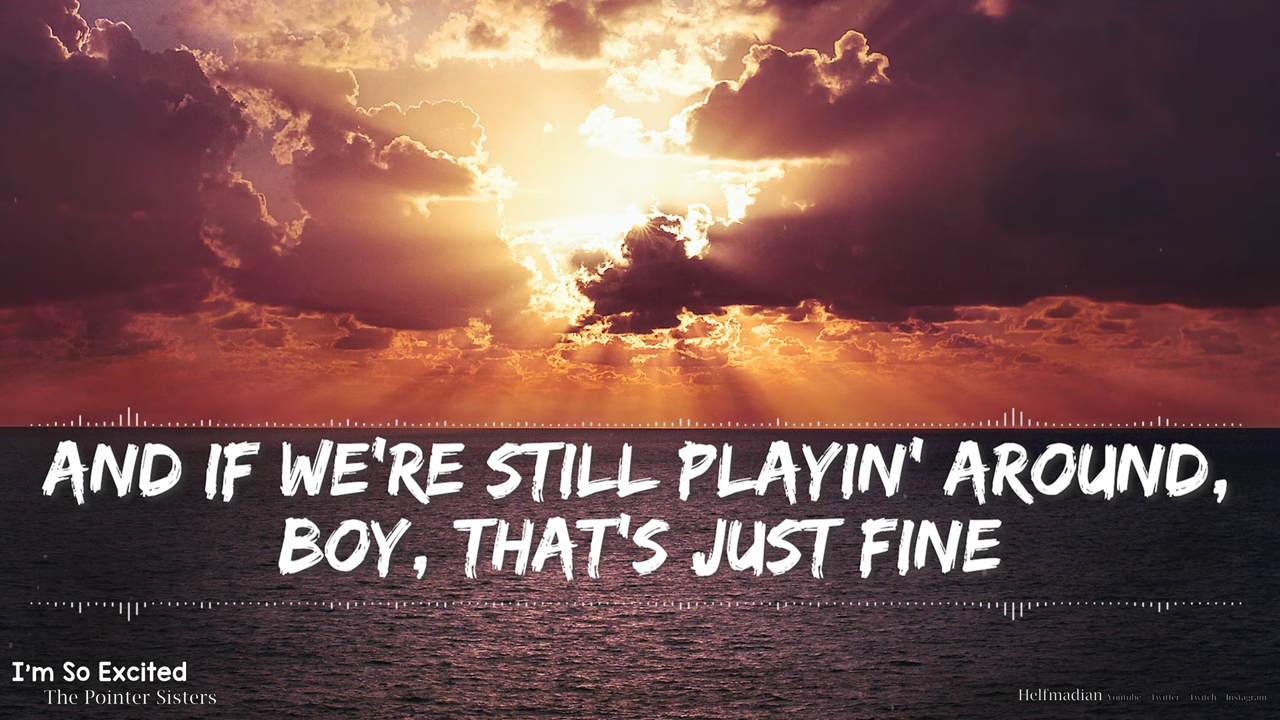 AND IF WE'RE STILL PLAYIN' AROUND,
BOY, THAT'S JUST FINE
I'm So Excited
The Pointer Sisters
Helfmadian Youtube Twitter Twitch Instagram